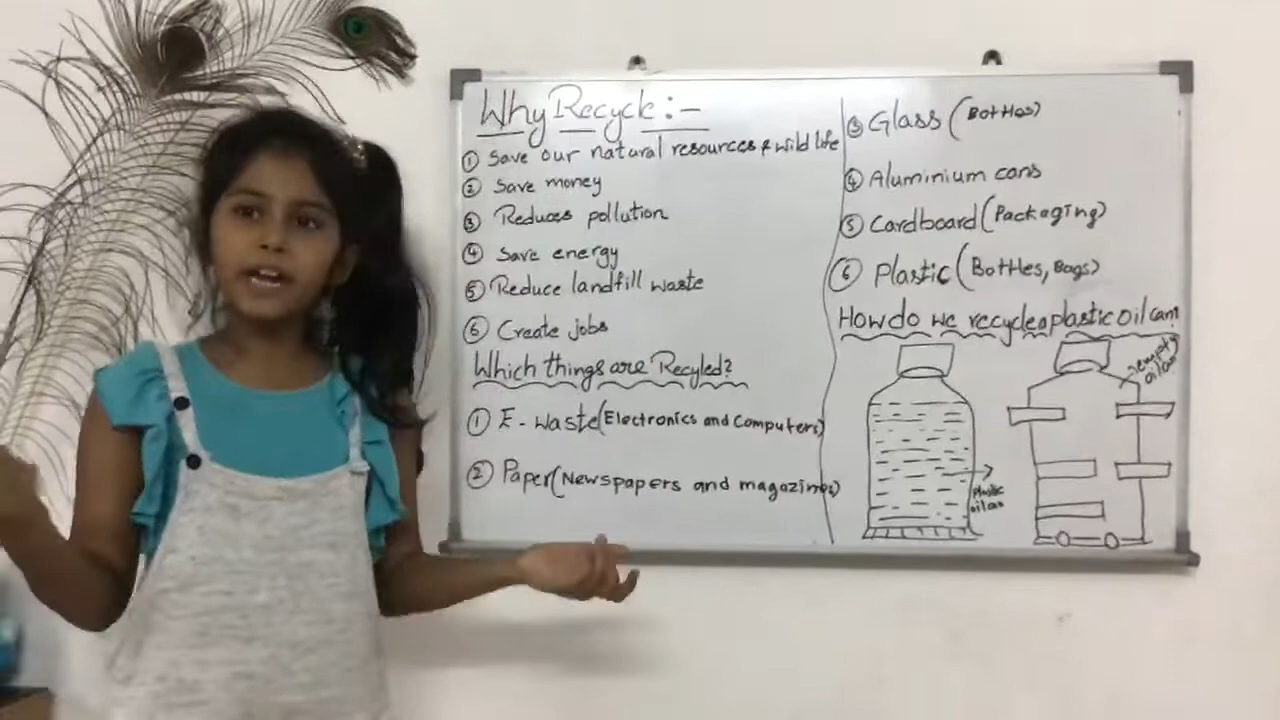 Why Recycle :-
① Save our natural resources & wild life
② Save money
③ Reduces pollution
④ Save energy
⑤ Reduce landfill waste
⑥ Create jobs
Which things are Recyled?
① E-waste(Electronics and Computers)
② Paper(Newspapers and magazines)
③ Glass (Bottles)
④ Aluminium cans
⑤ Cardboard (Packaging)
⑥ Plastic (Bottles, Bags)
How do we recycle a plastic oil can?
Plastic
oil can
empty
oil can